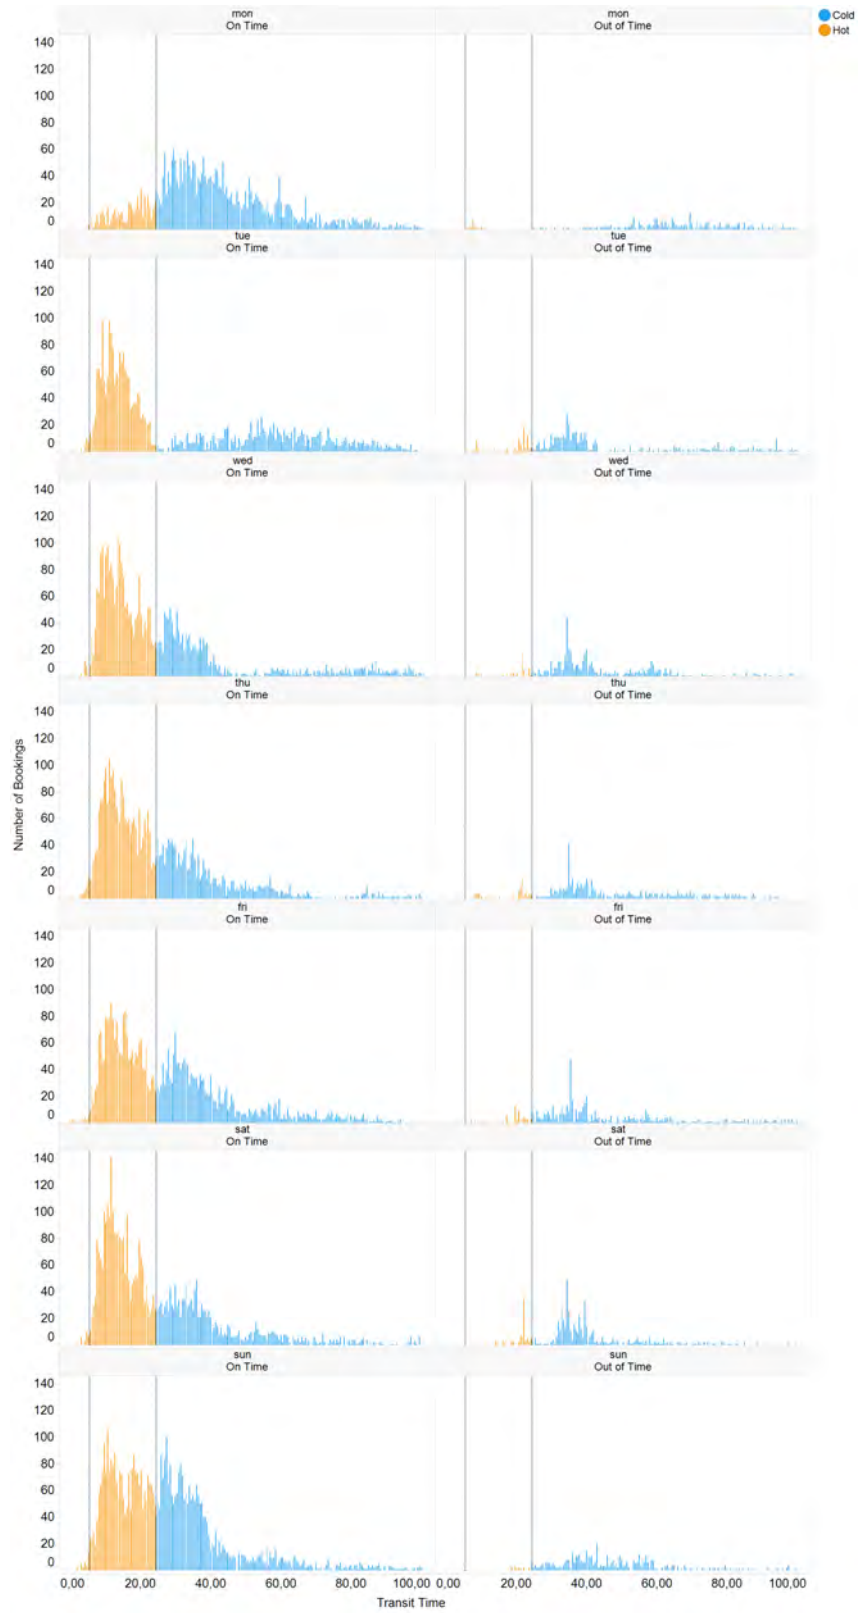 mon
On Time
mon
Out of Time
Cold
Hot
140
120
100
80
60
40
20
0
tue
On Time
tue
Out of Time
140
120
100
80
60
40
20
0
wed
On Time
wed
Out of Time
140
120
100
80
60
40
20
0
thu
On Time
thu
Out of Time
140
120
100
80
60
40
20
0
Number of Bookings
fri
On Time
fri
Out of Time
140
120
100
80
60
40
20
0
sat
On Time
sat
Out of Time
140
120
100
80
60
40
20
0
sun
On Time
sun
Out of Time
140
120
100
80
60
40
20
0
0,00 20,00 40,00 60,00 80,00 100,00 0,00 20,00 40,00 60,00 80,00 100,00
Transit Time